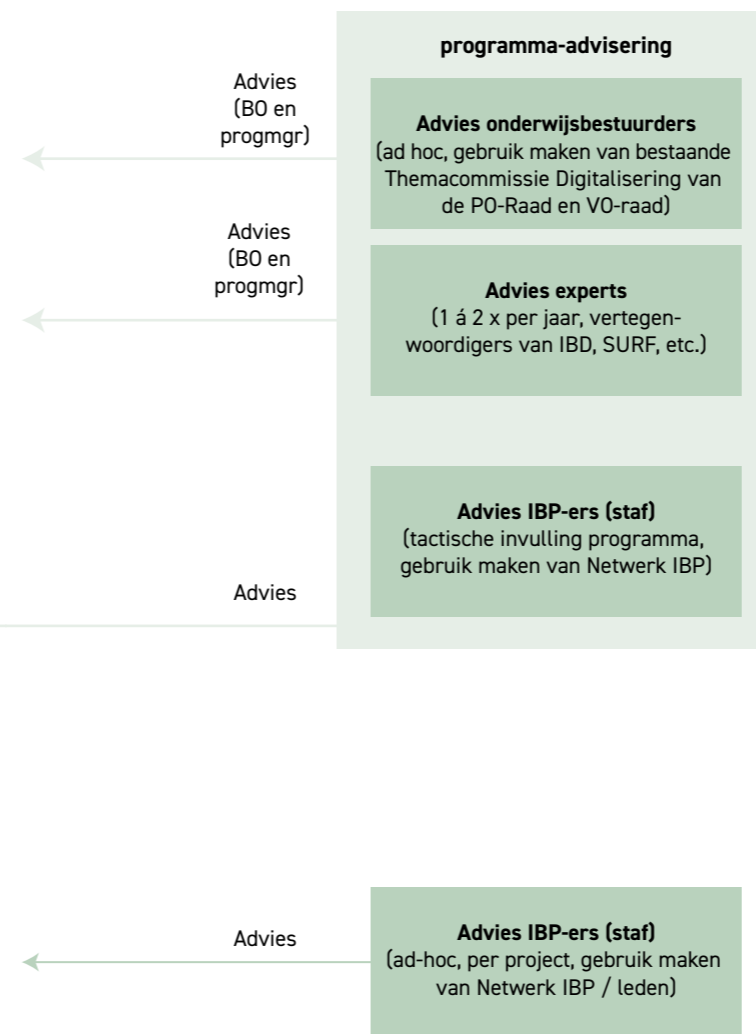 programma-advisering
Advies
(BO en
progmgr)
Advies onderwijsbestuurders
(ad hoc, gebruik maken van bestaande
Themacommissie Digitalisering van
de PO-Raad en VO-raad)
Advies
(BO en
progmgr)
Advies experts
(1 á 2 x per jaar, vertegen-
woordigers van IBD, SURF, etc.)
Advies IBP-ers (staf)
(tactische invulling programma,
gebruik maken van Netwerk IBP)
Advies
Advies
Advies IBP-ers (staf)
(ad-hoc, per project, gebruik maken
van Netwerk IBP / leden)